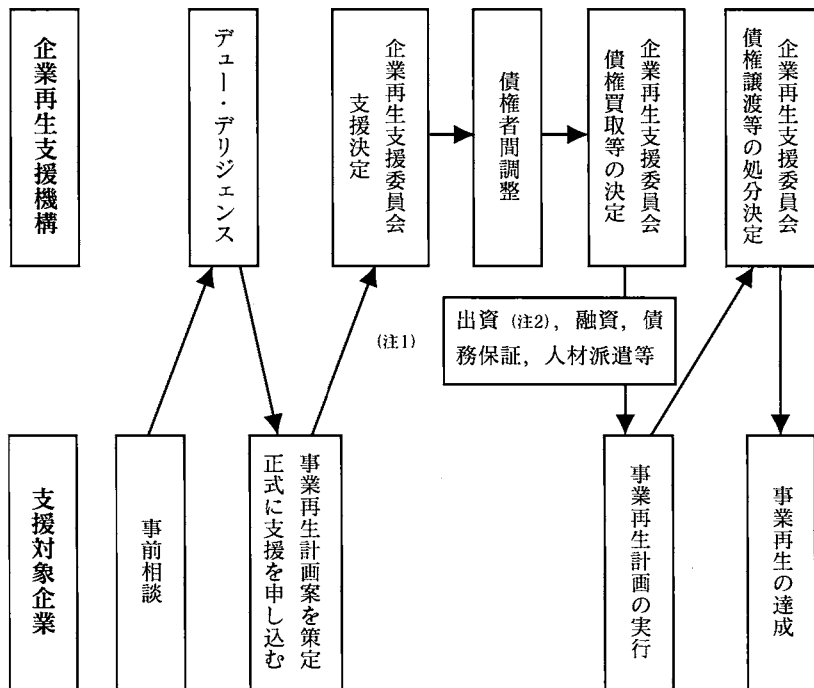 企業再生支援機構
デュー・デリジェンス
企業再生支援委員会
支援決定
債権者間調整
企業再生支援委員会
債権買取等の決定
企業再生支援委員会
債権譲渡等の処分決定
(注1)
出資 (注2), 融資, 債
務保証, 人材派遣等
支援対象企業
事前相談
事業再生計画案を策定
正式に支援を申し込む
事業再生計画の実行
事業再生の達成